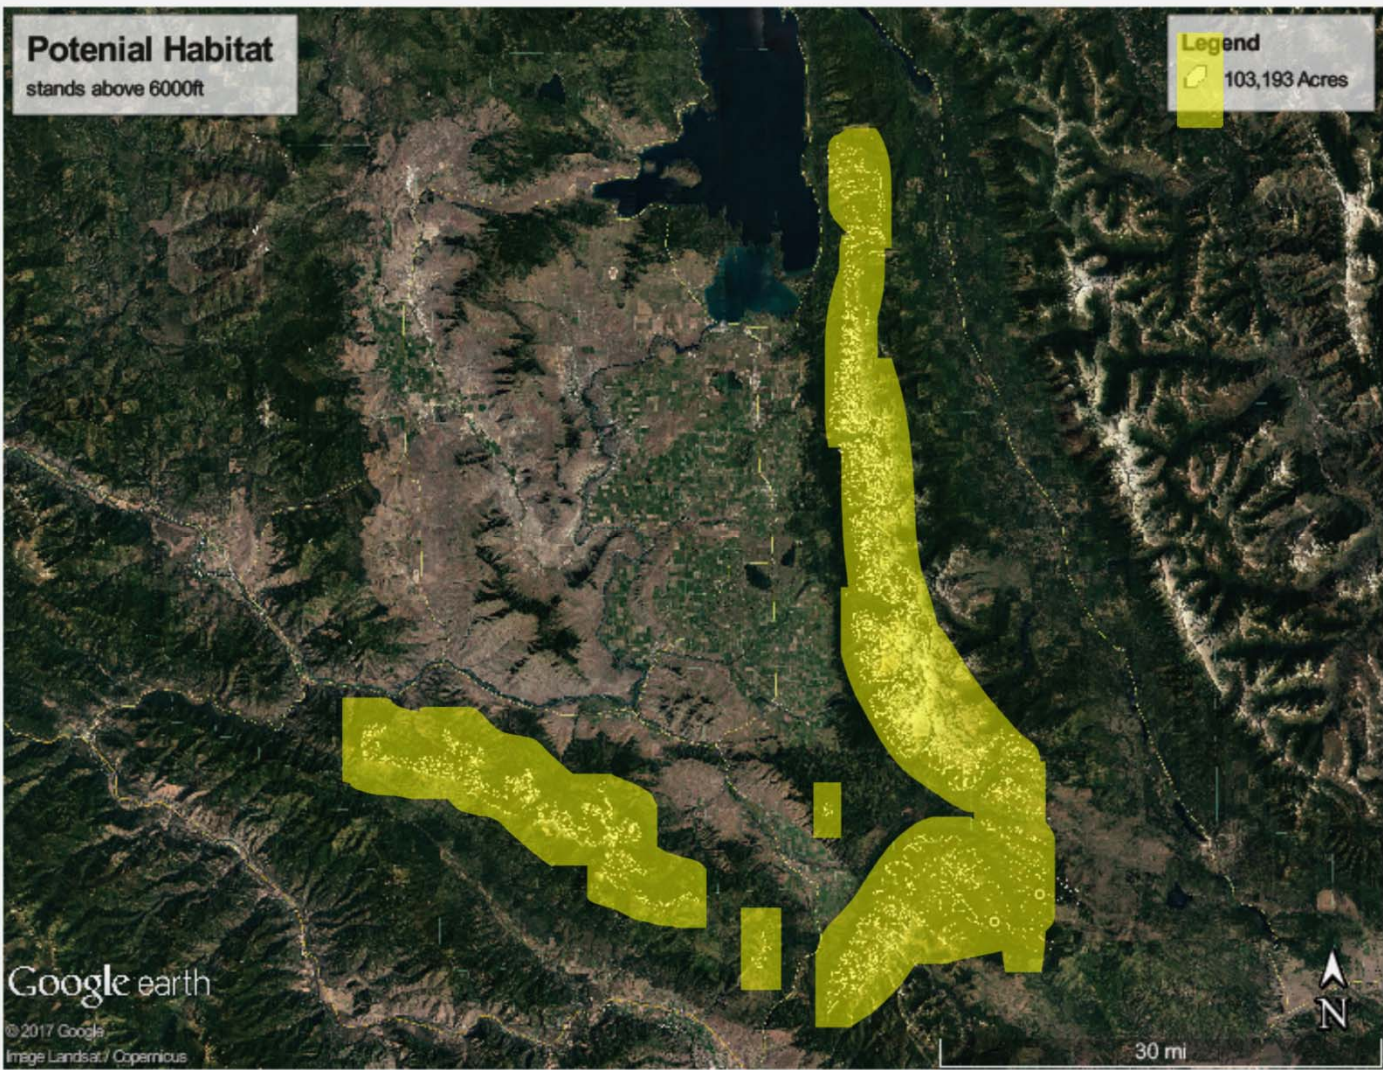 Potenial Habitat
stands above 6000ft
Legend
103,193 Acres
Google earth
© 2017 Google
Image Landsat / Copernicus
N
30 mi